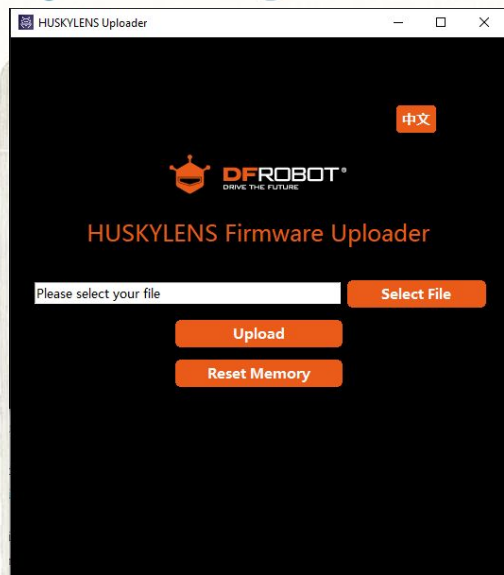 HUSKYLENS Uploader
中文
DFROBOT®
DRIVE THE FUTURE
HUSKYLENS Firmware Uploader
Please select your file
Select File
Upload
Reset Memory